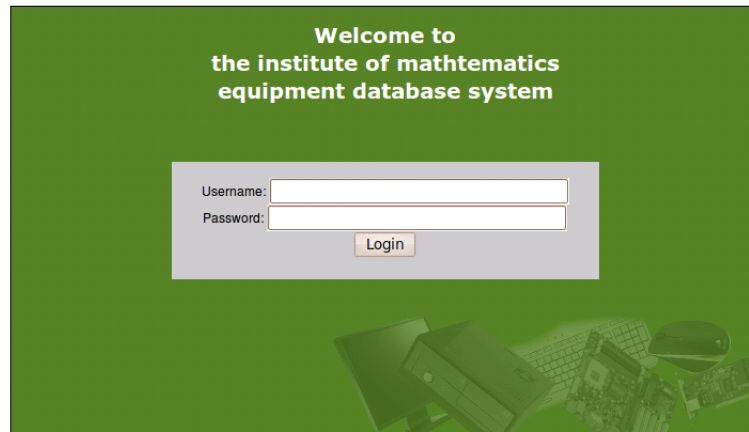 Welcome to
the institute of mathtematics
equipment database system
Username:
Password:
Login